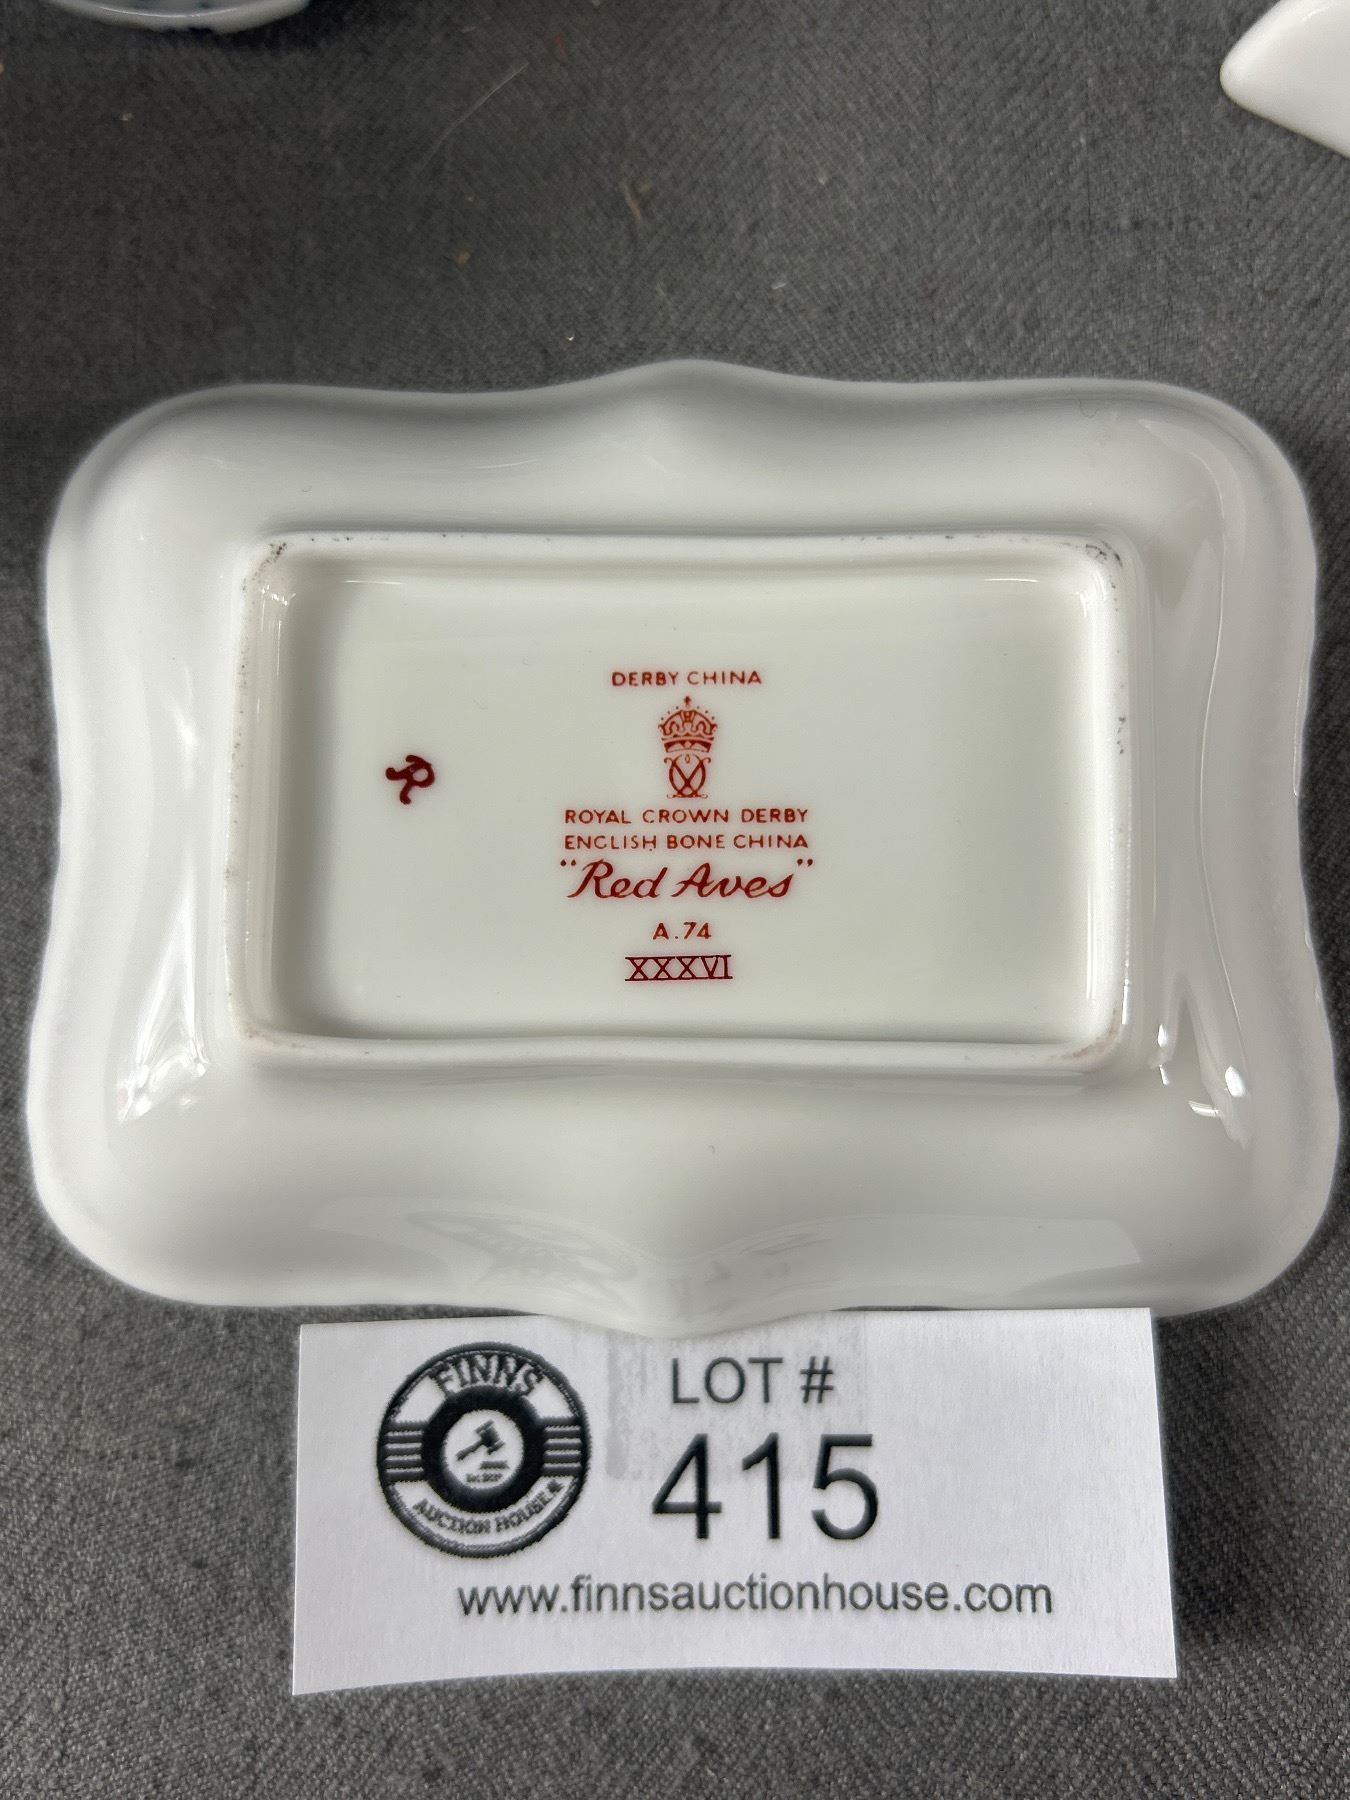 DERBY CHINA
R
ROYAL CROWN DERBY
ENGLISH BONE CHINA
"Red Aves"
A.74
XXXVI
FINNS
AUCTION HOUSE
LOT #
415
www.finnsauctionhouse.com